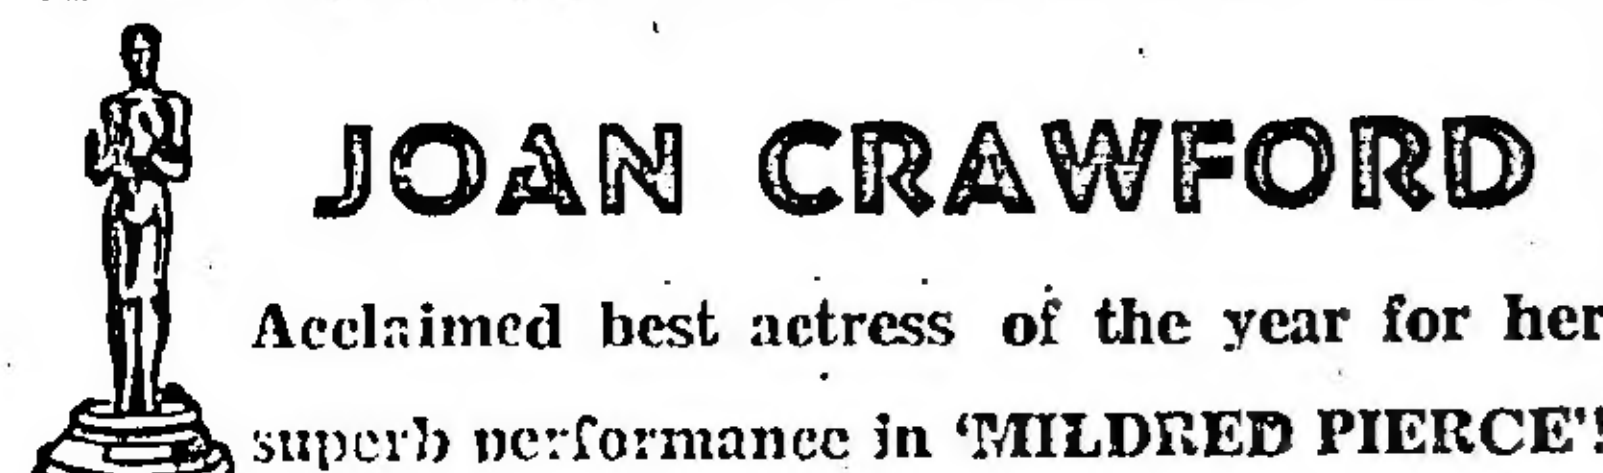 JOAN CRAWFORD
Acclaimed best actress of the year for her
superb performance in 'MILDRED PIERCE'!